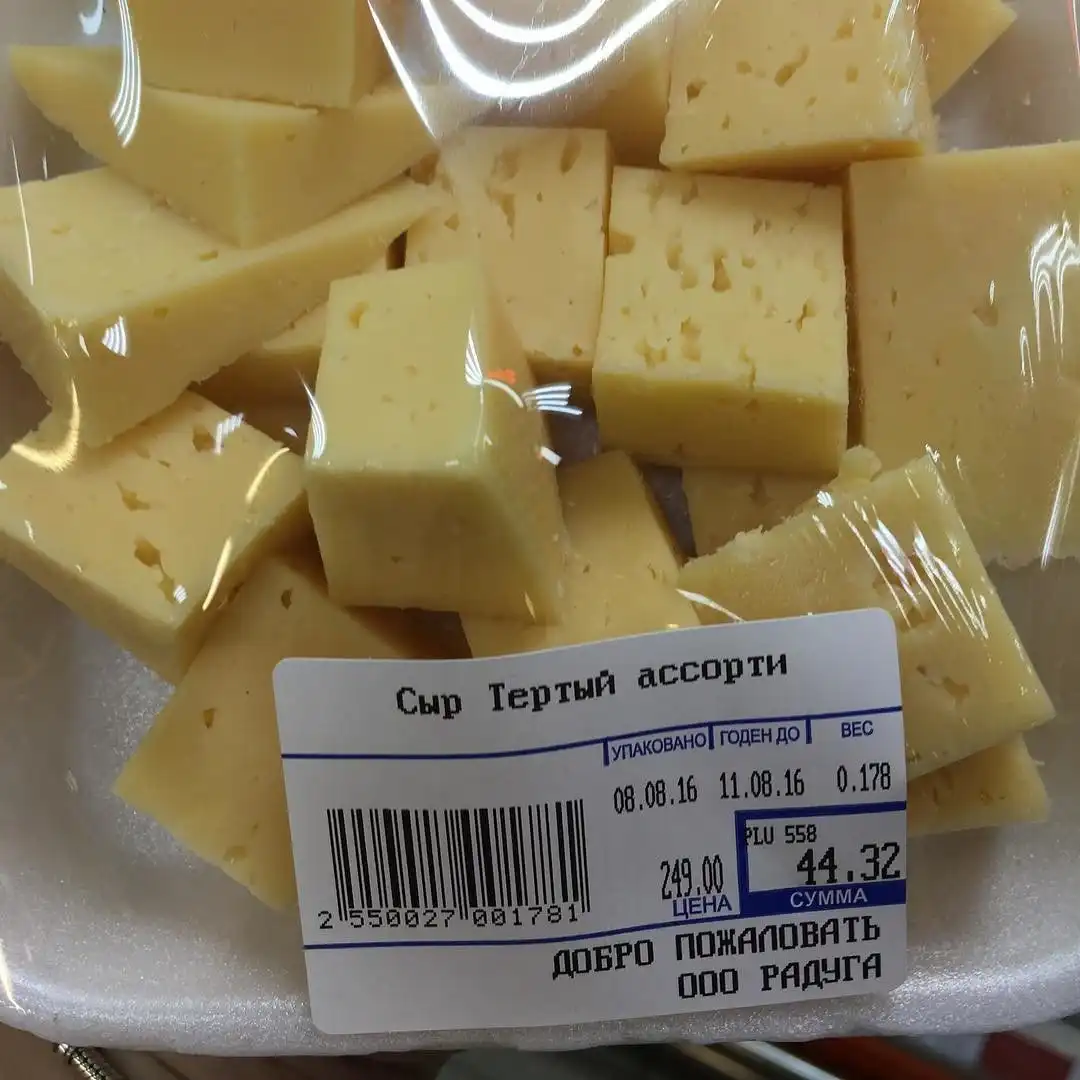 Сыр Тертый ассорти
УПАКОВАНО ГОДЕН ДО ВЕС
08.08.16 11.08.16 0.178
PLU 558
249.00 44.32
ЦЕНА СУММА
2 550027 001781
ДОБРО ПОЖАЛОВАТЬ
ООО РАДУГА